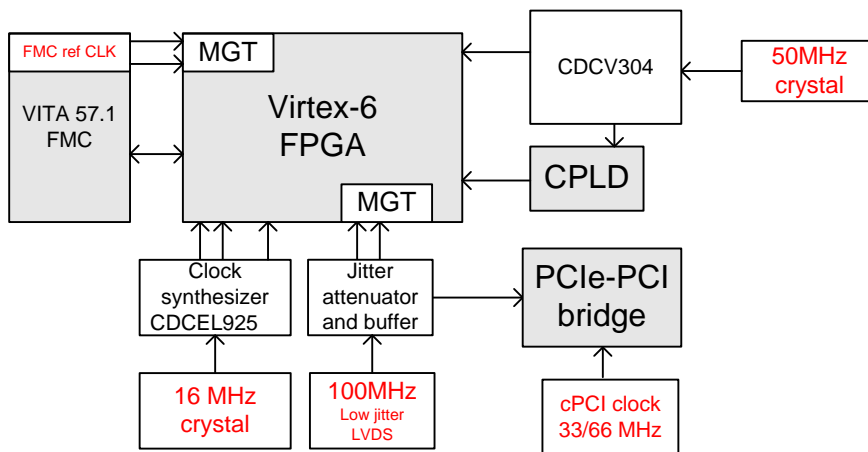 FMC ref CLK
MGT
CDCV304
50MHz
crystal
VITA 57.1
FMC
Virtex-6
FPGA
CPLD
MGT
Clock
synthesizer
CDCEL925
Jitter
attenuator
and buffer
PCIe-PCI
bridge
16 MHz
crystal
100MHz
Low jitter
LVDS
cPCI clock
33/66 MHz